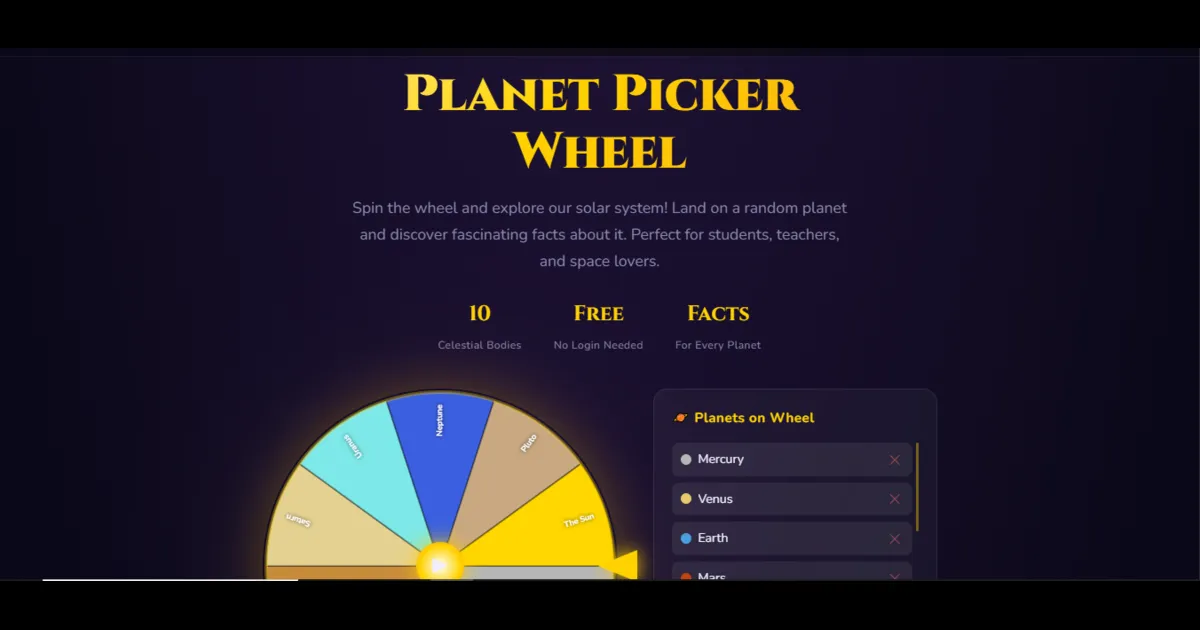 Planet Picker
Wheel
Spin the wheel and explore our solar system! Land on a random planet
and discover fascinating facts about it. Perfect for students, teachers,
and space lovers.
10
Celestial Bodies
Free
No Login Needed
Facts
For Every Planet
Neptune
Uranus
Pluto
Saturn
The Sun
Planets on Wheel
Mercury
Venus
Earth
Mars